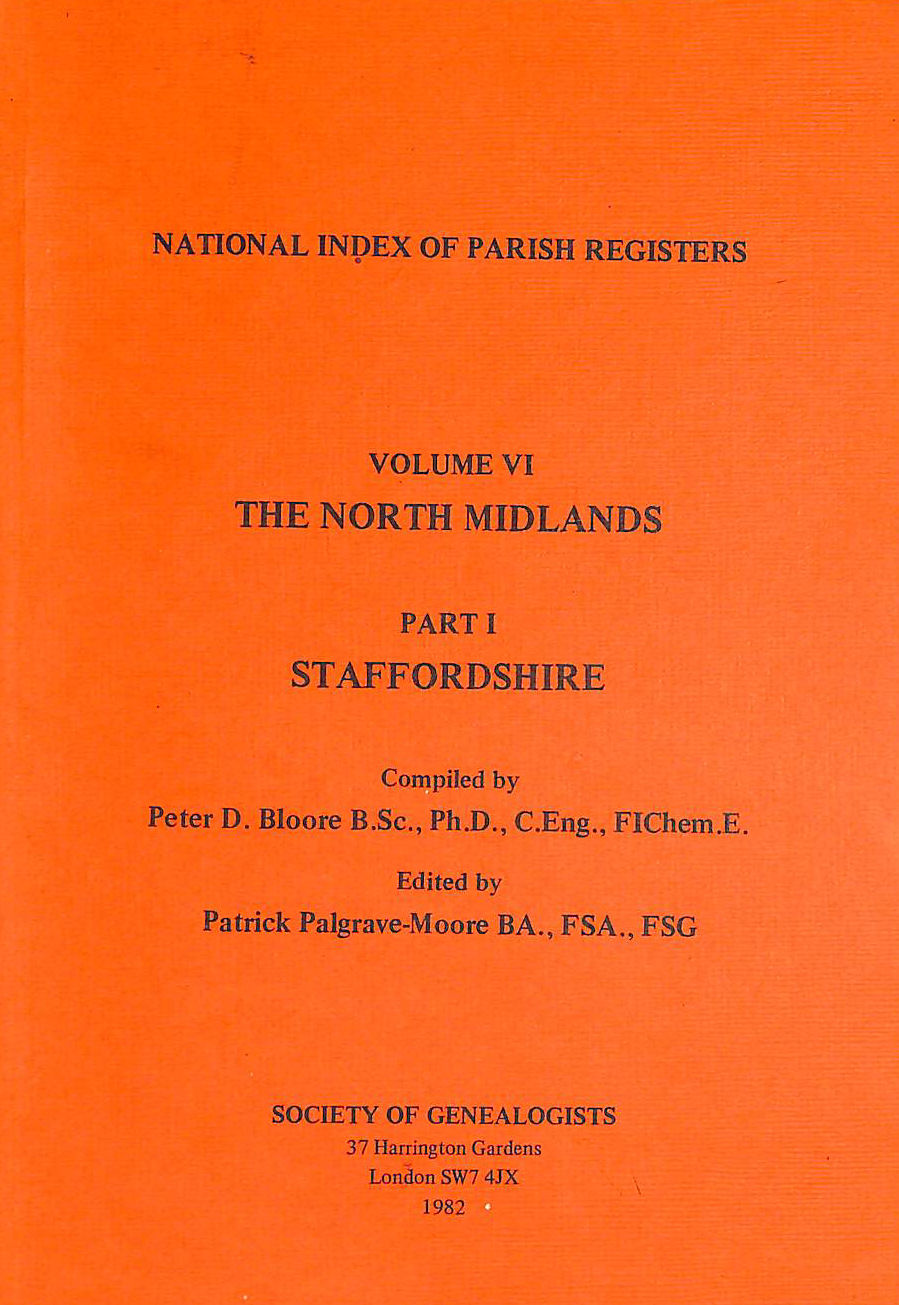 NATIONAL INDEX OF PARISH REGISTERS
VOLUME VI
THE NORTH MIDLANDS
PART I
STAFFORDSHIRE
Compiled by
Peter D. Bloore B.Sc., Ph.D., C.Eng., FIChem.E.
Edited by
Patrick Palgrave-Moore BA., FSA., FSG
SOCIETY OF GENEALOGISTS
37 Harrington Gardens
London SW7 4JX
1982